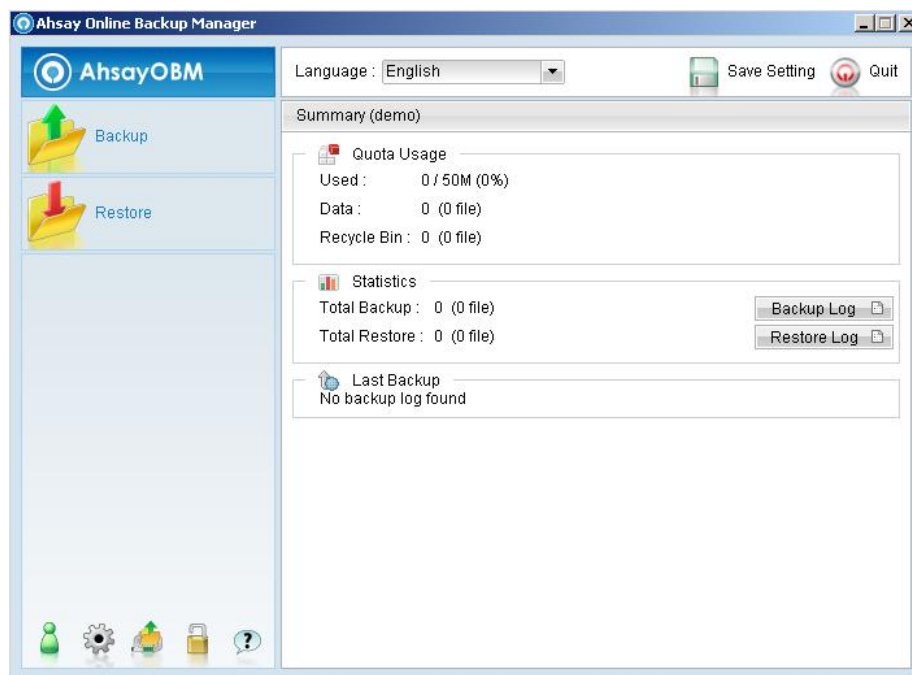 Ahsay Online Backup Manager
AhsayOBM
Backup
Restore
Language : English
Save Setting
Quit
Summary (demo)
Quota Usage
Used : 0 / 50M (0%)
Data : 0 (0 file)
Recycle Bin : 0 (0 file)
Statistics
Total Backup : 0 (0 file)
Backup Log
Total Restore : 0 (0 file)
Restore Log
Last Backup
No backup log found
?